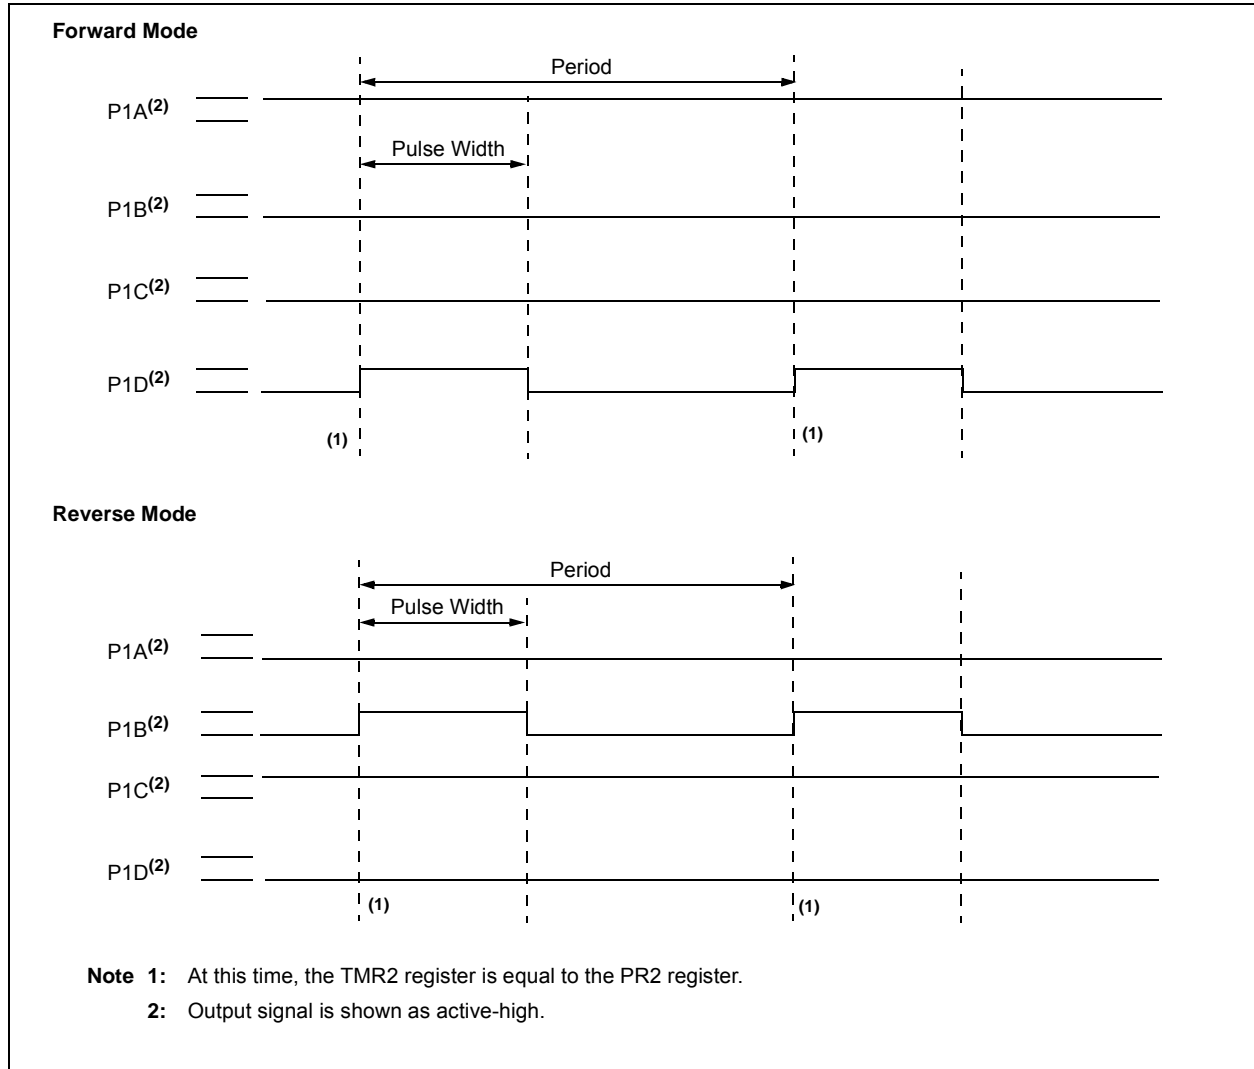 Forward Mode
Period
P1A(2)
Pulse Width
P1B(2)
P1C(2)
P1D(2)
(1)
(1)
Reverse Mode
Period
Pulse Width
P1A(2)
P1B(2)
P1C(2)
P1D(2)
(1)
(1)
Note 1: At this time, the TMR2 register is equal to the PR2 register.
2: Output signal is shown as active-high.